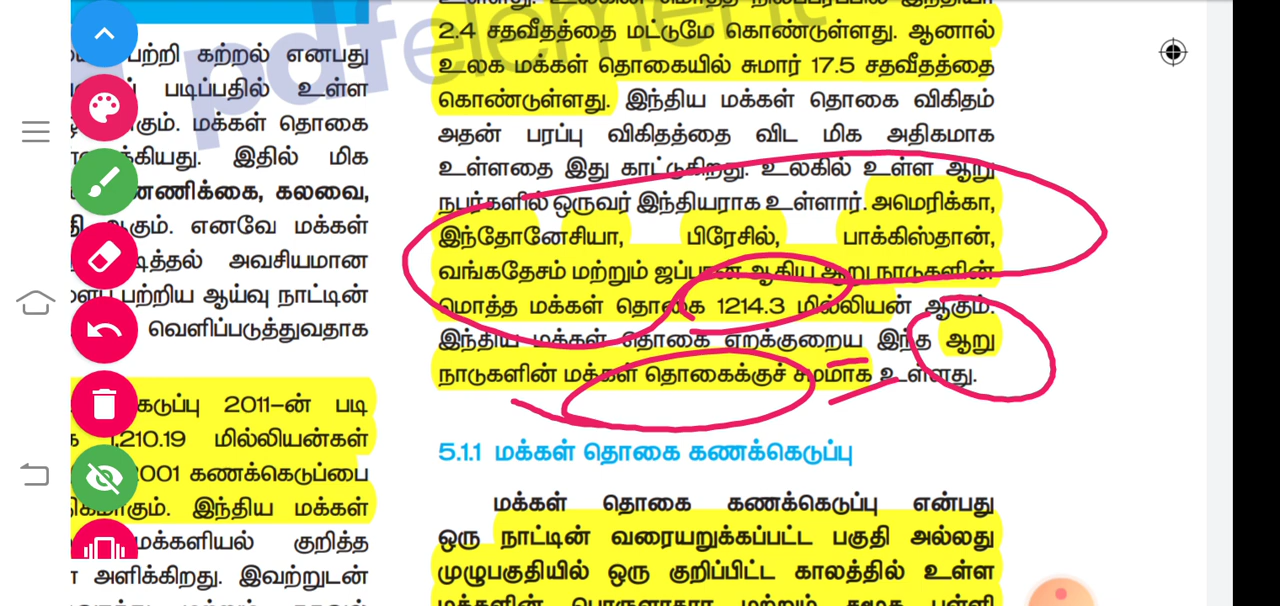 பற்றி கற்றல் எனபது
படிப்பதில் உள்ள
மக்கள் தொகை
இதில் மிக
கலவை,
எனவே மக்கள்
அவசியமான
பற்றிய ஆய்வு நாட்டின்
வெளிப்படுத்துவதாக
2011–ன் படி
1,210.19 மில்லியன்கள்
கணக்கெடுப்பை
இந்திய மக்கள்
குறித்த
அளிக்கிறது. இவற்றுடன்
2.4 சதவீதத்தை மட்டுமே கொண்டுள்ளது. ஆனால்
உலக மக்கள் தொகையில் சுமார் 17.5 சதவீதத்தை
கொண்டுள்ளது. இந்திய மக்கள் தொகை விகிதம்
அதன் பரப்பு விகிதத்தை விட மிக அதிகமாக
உள்ளதை இது காட்டுகிறது. உலகில் உள்ள ஆறு
நபர்களில் ஒருவர் இந்தியராக உள்ளார். அமெரிக்கா,
இந்தோனேசியா, பிரேசில், பாக்கிஸ்தான்,
வங்கதேசம் மற்றும் ஜப்பான் ஆகிய ஆறு நாடுகளின்
மொத்த மக்கள் தொகை 1214.3 மில்லியன் ஆகும்.
இந்திய மக்கள் தொகை ஏறக்குறைய இந்த ஆறு
நாடுகளின் மக்கள் தொகைக்குச் சமமாக உள்ளது.
5.1.1 மக்கள் தொகை கணக்கெடுப்பு
மக்கள் தொகை கணக்கெடுப்பு என்பது
ஒரு நாட்டின் வரையறுக்கப்பட்ட பகுதி அல்லது
முழுபகுதியில் ஒரு குறிப்பிட்ட காலத்தில் உள்ள
pdfelement